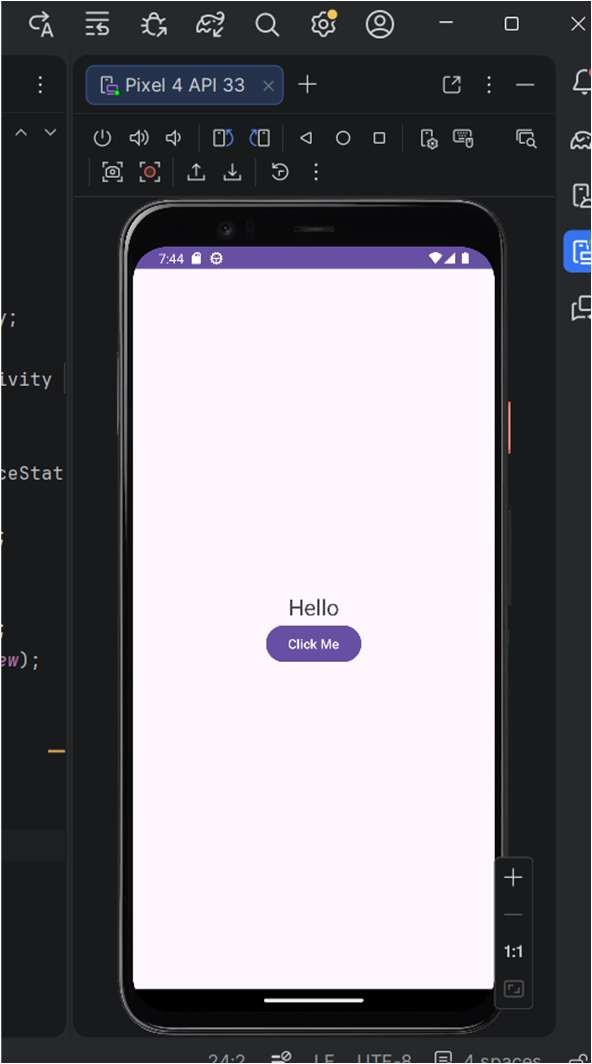 Pixel 4 API 33
7:44
y;
ivity
ceStat
;
Hello
;
Click Me
ew);
1:1
24:2 LF UTF-8 4 spaces